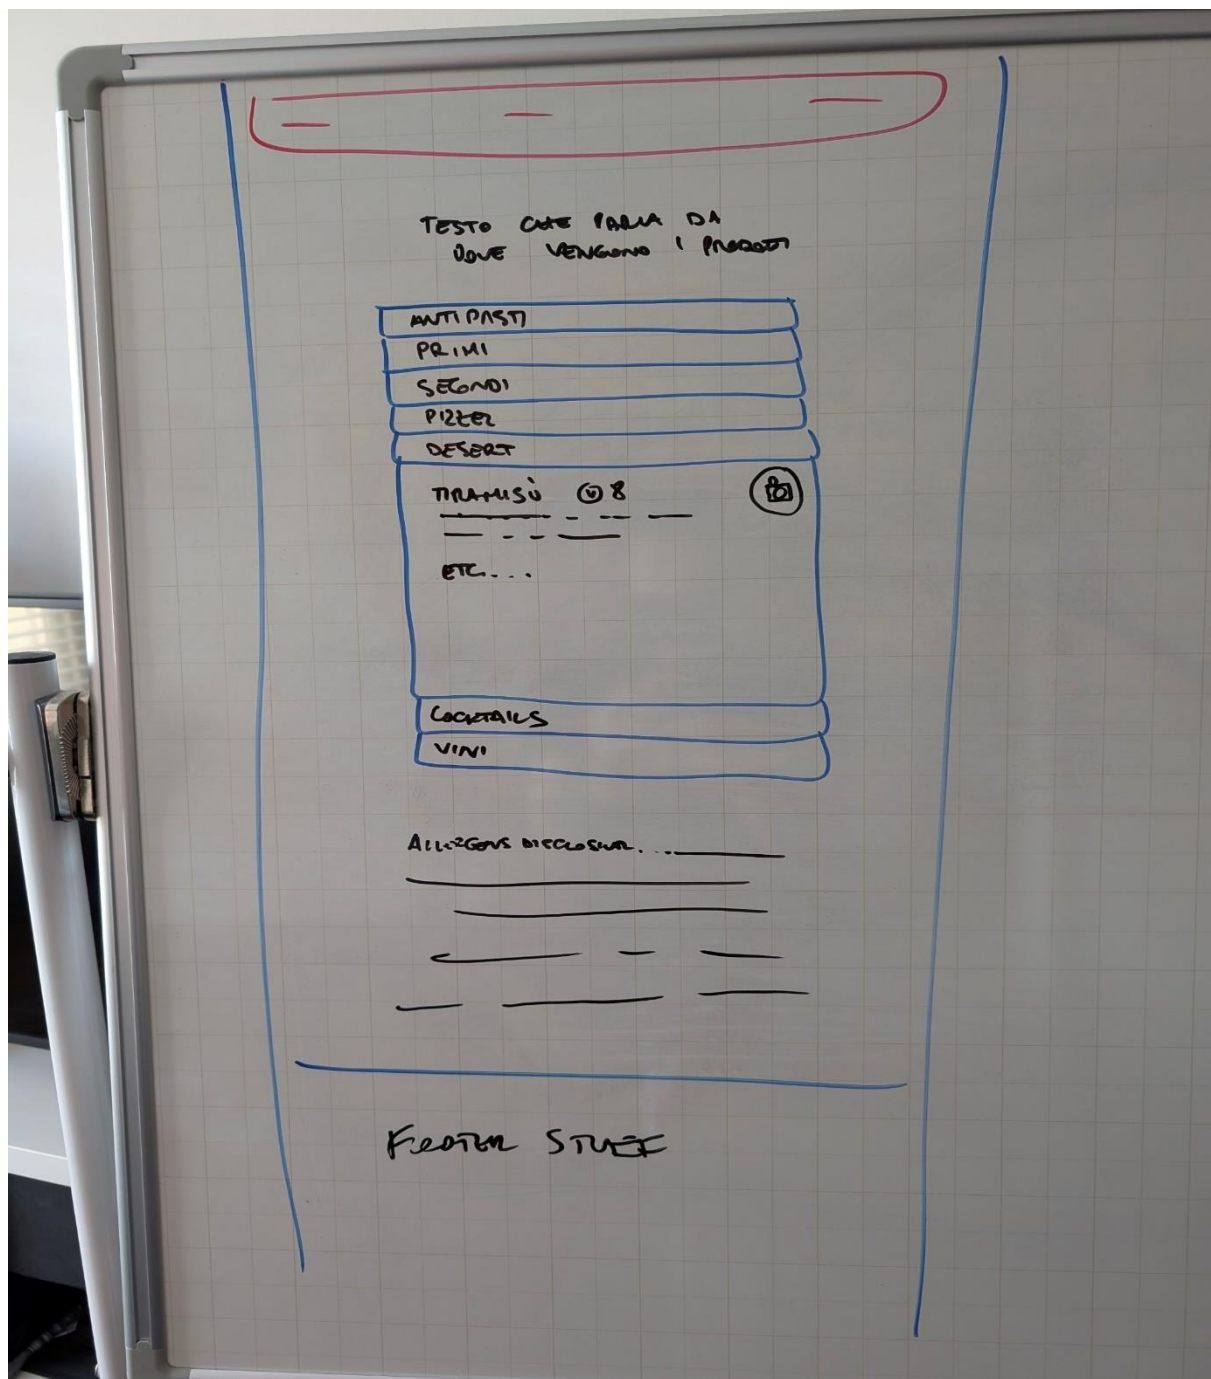 TESTO CHE PARLA DA
DOVE VENGONO I PRODOTTI
ANTIPASTI
PRIMI
SECONDI
PIZZE
DESERT
TIRAMISÙ Ⓥ 8
ETC...
COCKTAILS
VINI
ALLERGENS DISCLOSUR...
FOOTER STUFF